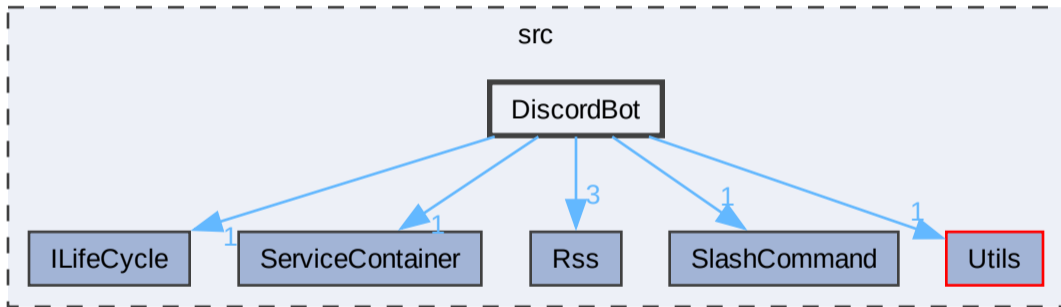 src
DiscordBot
3
1
1
1
1
ILifeCycle
ServiceContainer
Rss
SlashCommand
Utils